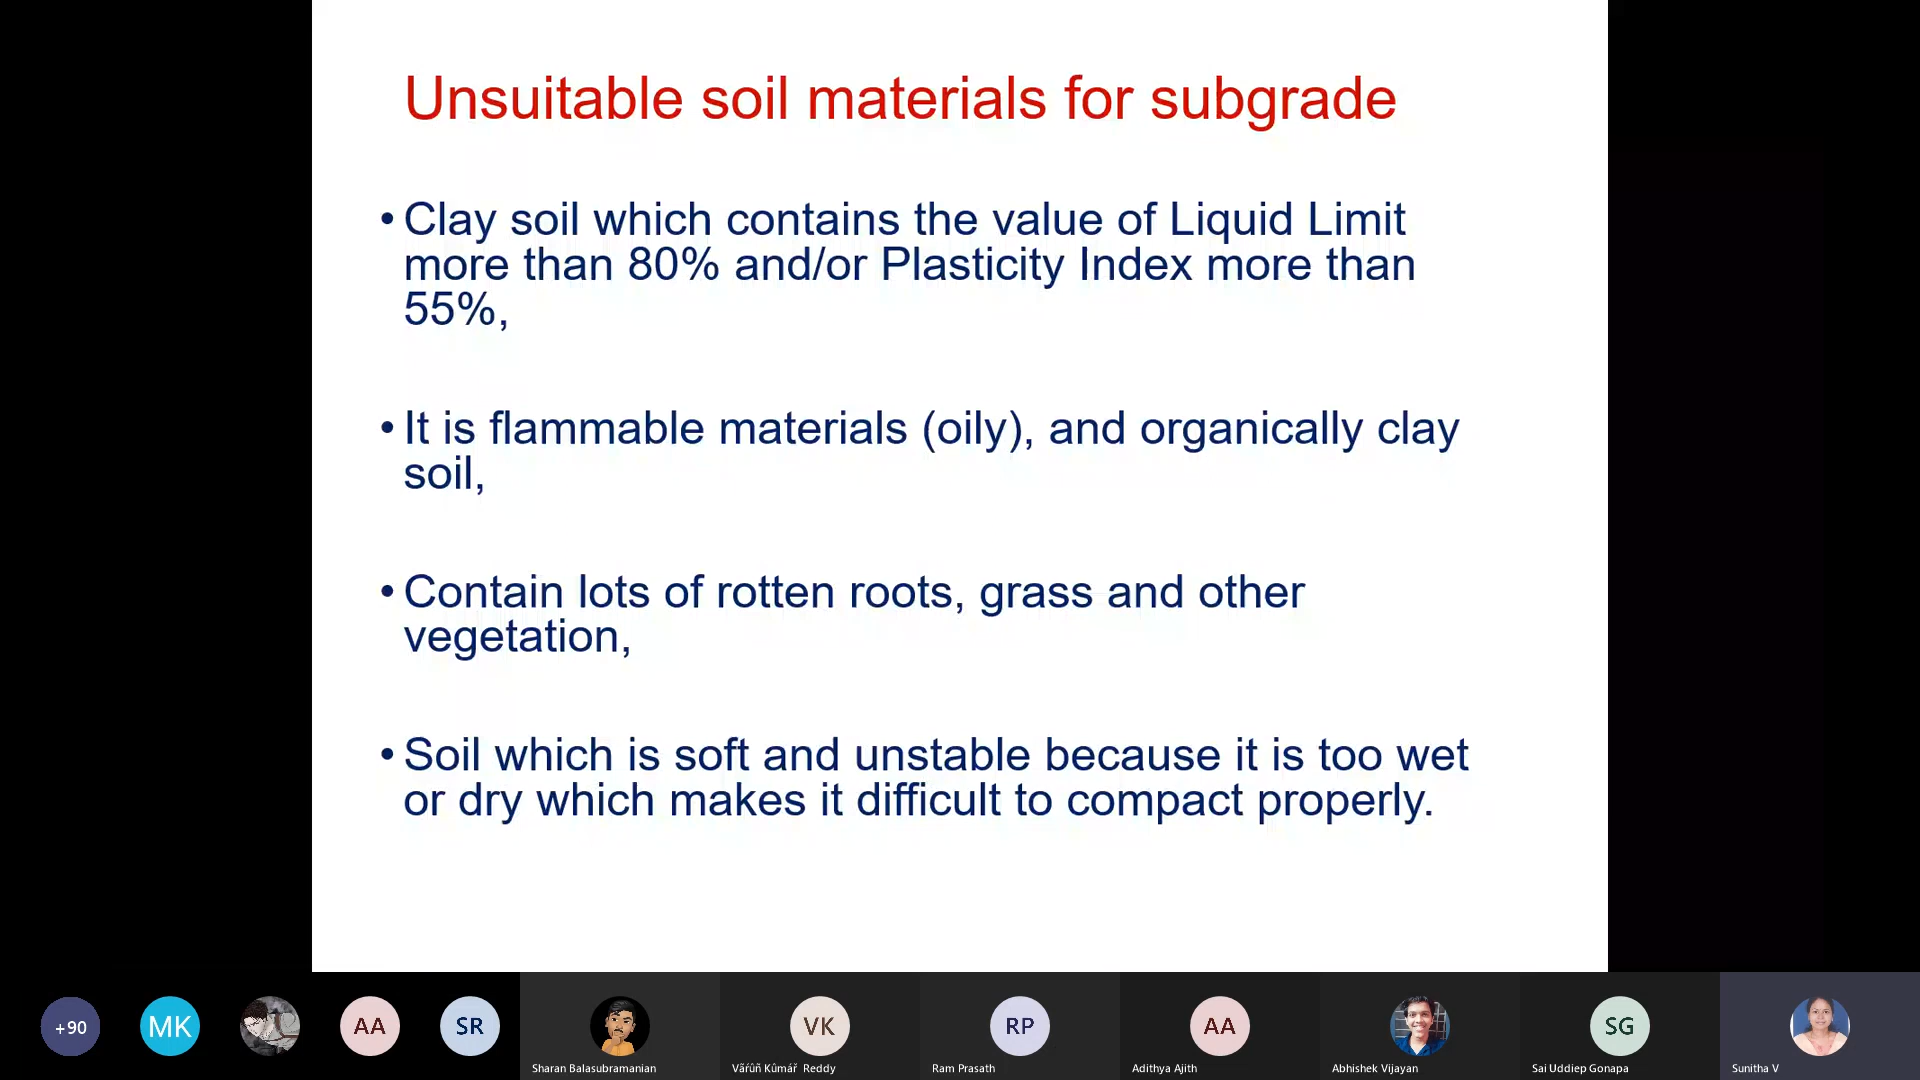 Unsuitable soil materials for subgrade
• Clay soil which contains the value of Liquid Limit
more than 80% and/or Plasticity Index more than
55%,
• It is flammable materials (oily), and organically clay
soil,
• Contain lots of rotten roots, grass and other
vegetation,
• Soil which is soft and unstable because it is too wet
or dry which makes it difficult to compact properly.
+90 MK AA SR VK RP AA SG
Sharan Balasubramanian Vãŕûñ Kûmář Reddy Ram Prasath Adithya Ajith Abhishek Vijayan Sai Uddiep Gonapa Sunitha V